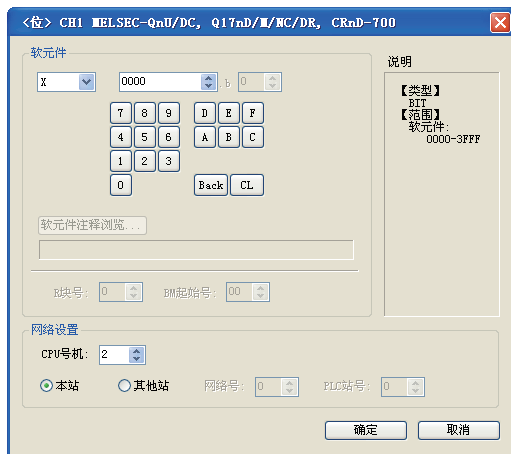 <位> CH1 MELSEC-QnU/DC, Q17nD/M/NC/DR, CRnD-700
软元件
X 0000 . b 0
7 8 9 D E F
4 5 6 A B C
1 2 3
0 Back CL
软元件注释浏览...
R块号: 0 BM起始号: 00
说明
【类型】
BIT
【范围】
软元件:
0000-3FFF
网络设置
CPU号机: 2
本站 其他站 网络号: 0 PLC站号: 0
确定 取消